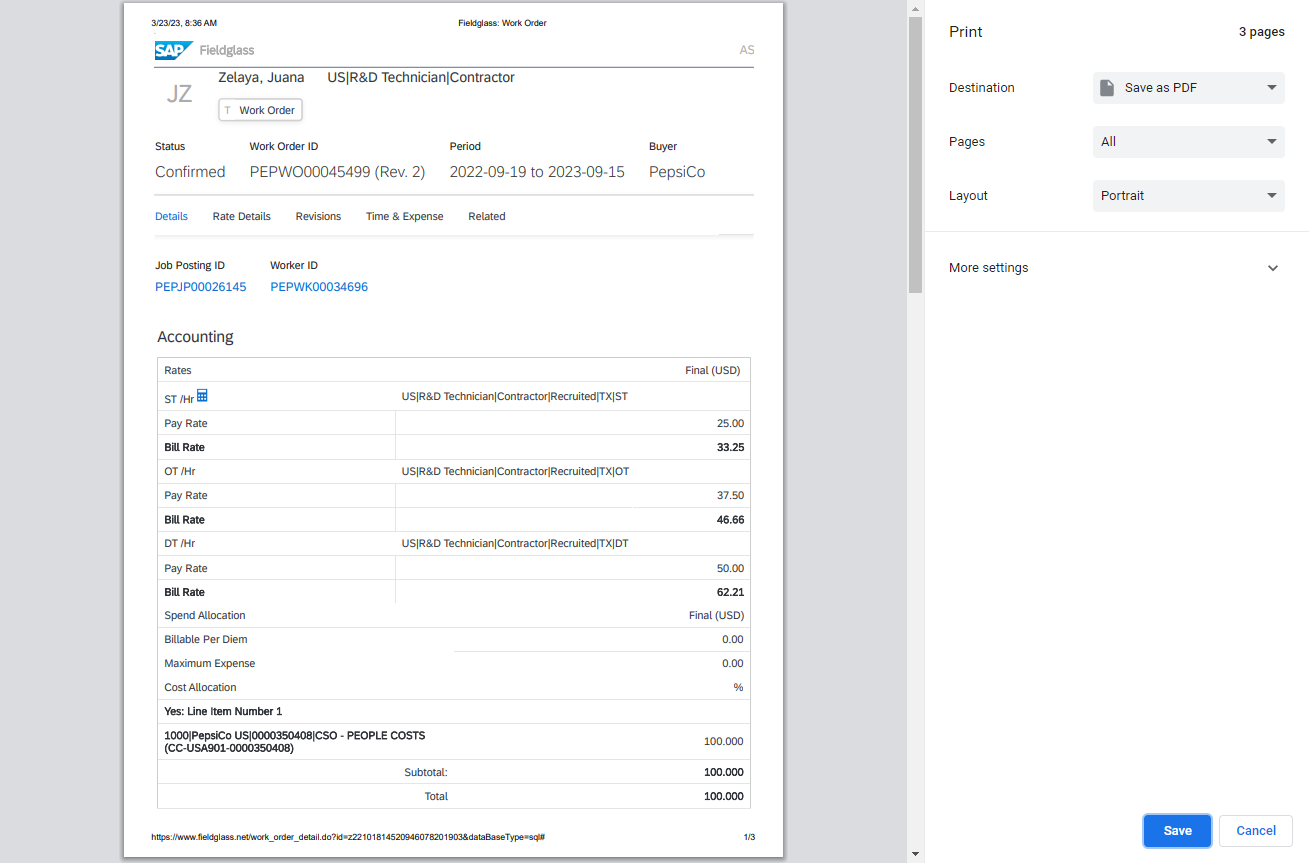 3/23/23, 8:36 AM Fieldglass: Work Order
SAP Fieldglass AS
JZ
Zelaya, Juana US|R&D Technician|Contractor
T Work Order
Status Work Order ID Period Buyer
Confirmed PEPWO00045499 (Rev. 2) 2022-09-19 to 2023-09-15 PepsiCo
Details Rate Details Revisions Time & Expense Related
Job Posting ID Worker ID
PEPJP00026145 PEPWK00034696
Accounting
Rates Final (USD)
ST /Hr US|R&D Technician|Contractor|Recruited|TX|ST
Pay Rate 25.00
Bill Rate 33.25
OT /Hr US|R&D Technician|Contractor|Recruited|TX|OT
Pay Rate 37.50
Bill Rate 46.66
DT /Hr US|R&D Technician|Contractor|Recruited|TX|DT
Pay Rate 50.00
Bill Rate 62.21
Spend Allocation Final (USD)
Billable Per Diem 0.00
Maximum Expense 0.00
Cost Allocation %
Yes: Line Item Number 1
1000|PepsiCo US|0000350408|CSO - PEOPLE COSTS
(CC-USA901-0000350408) 100.000
Subtotal: 100.000
Total 100.000
https://www.fieldglass.net/work_order_detail.do?id=z22101814520946078201903&dataBaseType=sql# 1/3
Print 3 pages
Destination Save as PDF
Pages All
Layout Portrait
More settings
Save Cancel